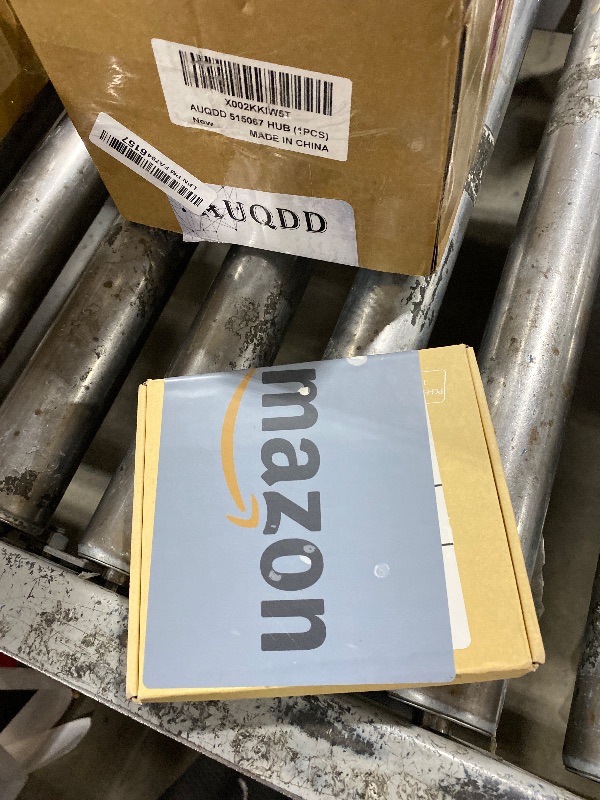 X002KKIW5T
AUQDD 515067 HUB (1PCS)
New
MADE IN CHINA
AUQDD
mazon